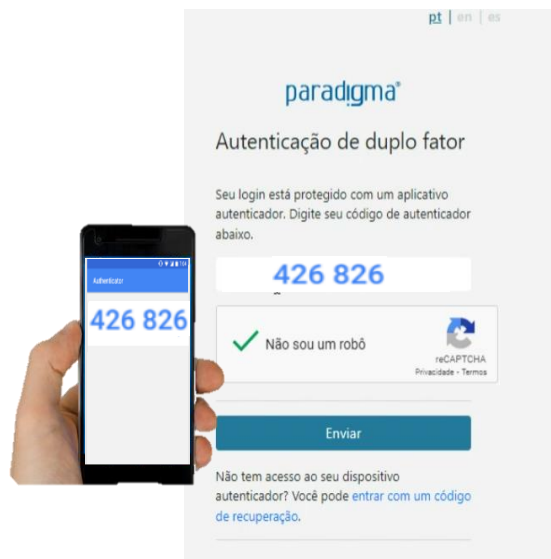 pt | en | es
paradigma®
Autenticação de duplo fator
Seu login está protegido com um aplicativo
autenticador. Digite seu código de autenticador
abaixo.
426 826
Não sou um robô
reCAPTCHA
Privacidade - Termos
Enviar
Não tem acesso ao seu dispositivo
autenticador? Você pode entrar com um código
de recuperação.
Authenticator
426 826